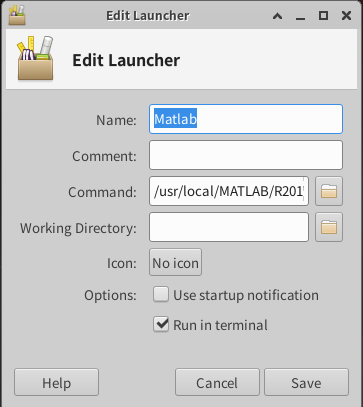 Edit Launcher
Edit Launcher
Name: Matlab
Comment:
Command: /usr/local/MATLAB/R201
Working Directory:
Icon: No icon
Options: Use startup notification
Run in terminal
Help Cancel Save